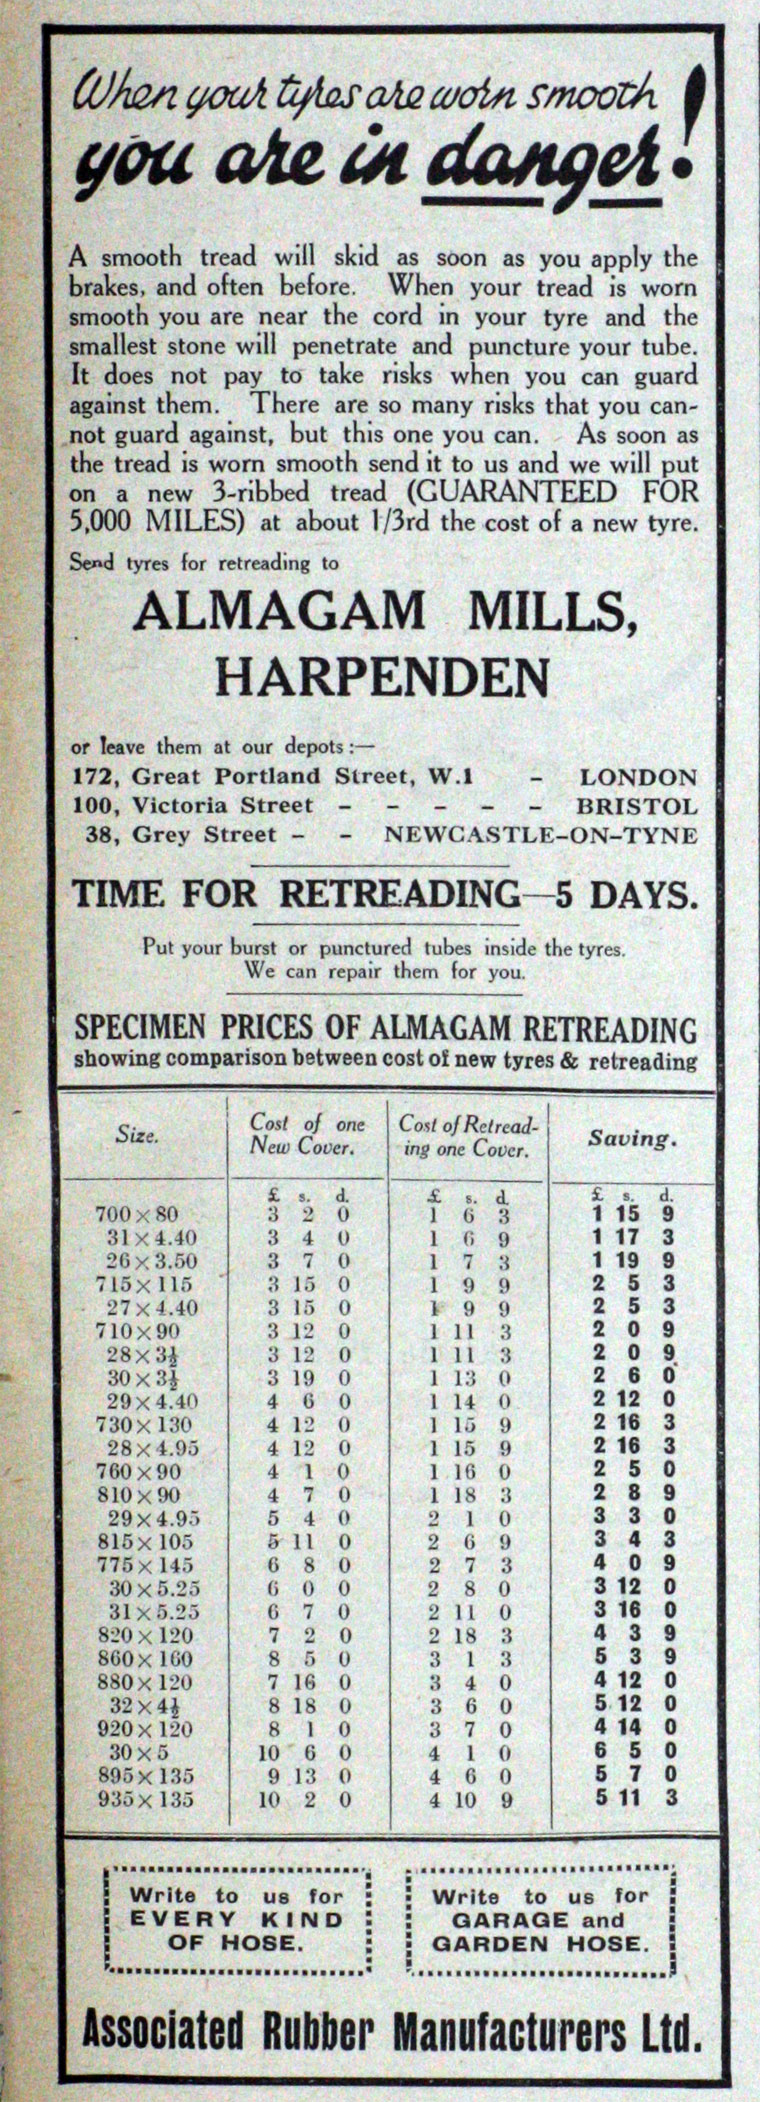 When your tyres are worn smooth
you are in danger!
A smooth tread will skid as soon as you apply the
brakes, and often before. When your tread is worn
smooth you are near the cord in your tyre and the
smallest stone will penetrate and puncture your tube.
It does not pay to take risks when you can guard
against them. There are so many risks that you can-
not guard against, but this one you can. As soon as
the tread is worn smooth send it to us and we will put
on a new 3-ribbed tread (GUARANTEED FOR
5,000 MILES) at about 1/3rd the cost of a new tyre.
Send tyres for retreading to
ALMAGAM MILLS,
HARPENDEN
or leave them at our depots :—
172, Great Portland Street, W.1 - LONDON
100, Victoria Street - - - - - BRISTOL
38, Grey Street - - NEWCASTLE-ON-TYNE
TIME FOR RETREADING—5 DAYS.
Put your burst or punctured tubes inside the tyres.
We can repair them for you.
SPECIMEN PRICES OF ALMAGAM RETREADING
showing comparison between cost of new tyres & retreading
Size. Cost of one New Cover. Cost of Retread-ing one Cover. Saving.
£ s. d. £ s. d. £ s. d.
700 × 80 3 2 0 1 6 3 1 15 9
31 × 4.40 3 4 0 1 6 9 1 17 3
26 × 3.50 3 7 0 1 7 3 1 19 9
715 × 115 3 15 0 1 9 9 2 5 3
27 × 4.40 3 15 0 1 9 9 2 5 3
710 × 90 3 12 0 1 11 3 2 0 9
28 × 3½ 3 12 0 1 11 3 2 0 9
30 × 3½ 3 19 0 1 13 0 2 6 0
29 × 4.40 4 6 0 1 14 0 2 12 0
730 × 130 4 12 0 1 15 9 2 16 3
28 × 4.95 4 12 0 1 15 9 2 16 3
760 × 90 4 1 0 1 16 0 2 5 0
810 × 90 4 7 0 1 18 3 2 8 9
29 × 4.95 5 4 0 2 1 0 3 3 0
815 × 105 5 11 0 2 6 9 3 4 3
775 × 145 6 8 0 2 7 3 4 0 9
30 × 5.25 6 0 0 2 8 0 3 12 0
31 × 5.25 6 7 0 2 11 0 3 16 0
820 × 120 7 2 0 2 18 3 4 3 9
860 × 160 8 5 0 3 1 3 5 3 9
880 × 120 7 16 0 3 4 0 4 12 0
32 × 4½ 8 18 0 3 6 0 5 12 0
920 × 120 8 1 0 3 7 0 4 14 0
30 × 5 10 6 0 4 1 0 6 5 0
895 × 135 9 13 0 4 6 0 5 7 0
935 × 135 10 2 0 4 10 9 5 11 3
Write to us for
EVERY KIND
OF HOSE.
Write to us for
GARAGE and
GARDEN HOSE.
Associated Rubber Manufacturers Ltd.